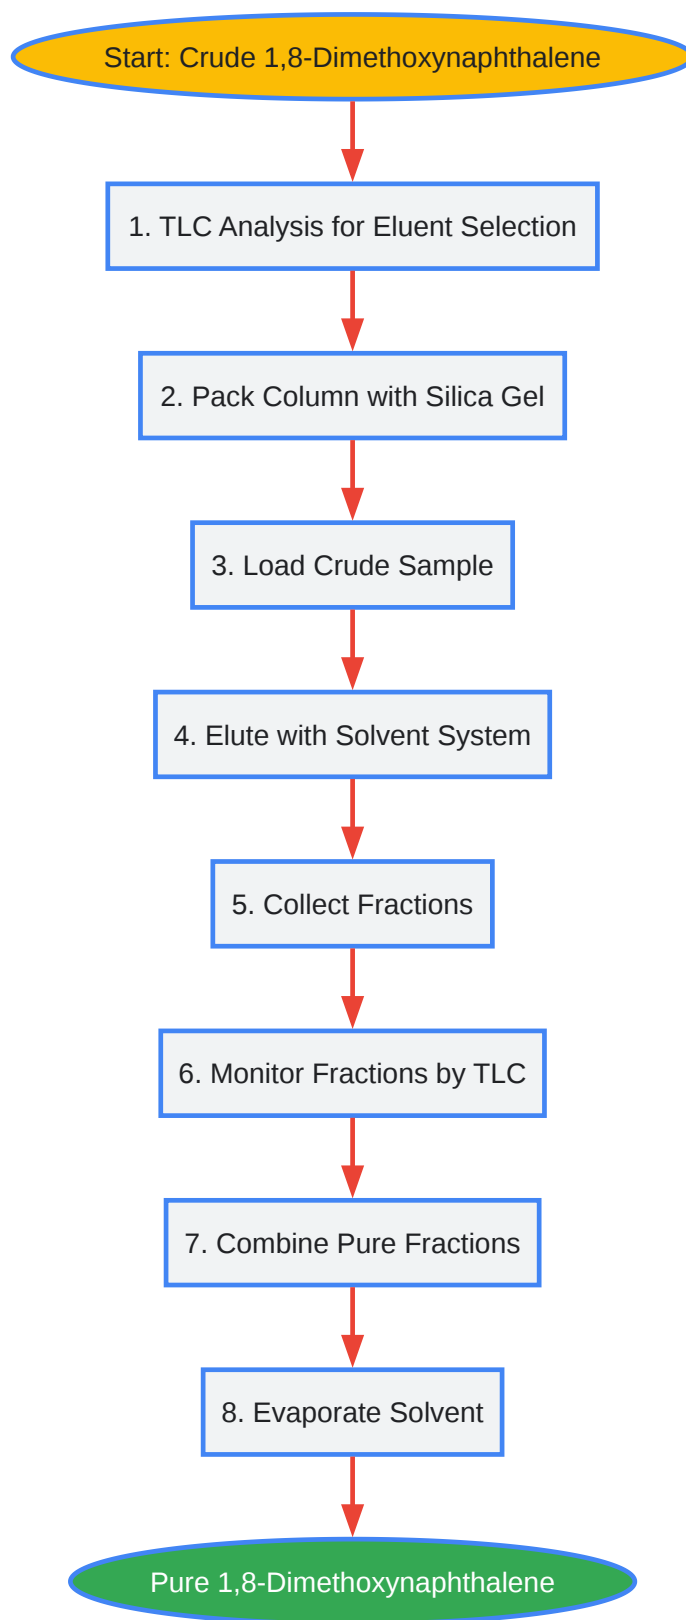 Start: Crude 1,8-Dimethoxynaphthalene
1. TLC Analysis for Eluent Selection
2. Pack Column with Silica Gel
3. Load Crude Sample
4. Elute with Solvent System
5. Collect Fractions
6. Monitor Fractions by TLC
7. Combine Pure Fractions
8. Evaporate Solvent
Pure 1,8-Dimethoxynaphthalene